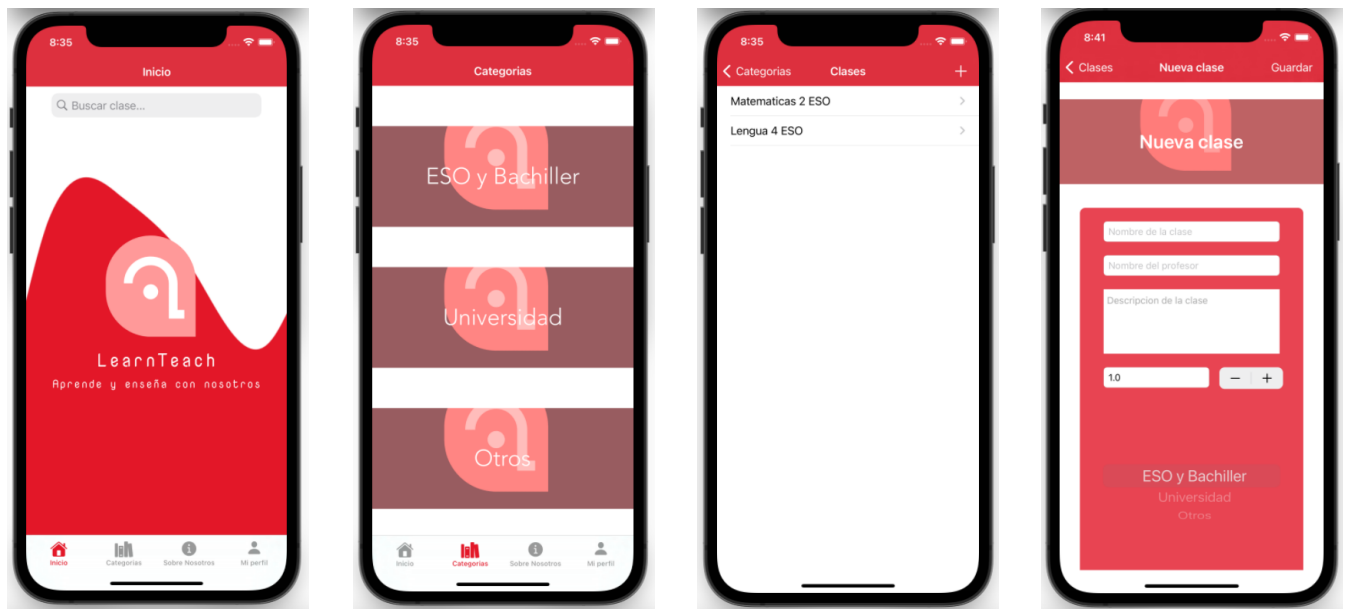 8:35
Inicio
Buscar clase...
LearnTeach
Aprende y enseña con nosotros
Inicio
Categorias
Sobre Nosotros
Mi perfil
8:35
Categorias
ESO y Bachiller
Universidad
Otros
Inicio
Categorias
Sobre Nosotros
Mi perfil
8:35
Categorias
Clases
+
Matematicas 2 ESO
Lengua 4 ESO
8:41
Clases
Nueva clase
Guardar
Nueva clase
Nombre de la clase
Nombre del profesor
Descripcion de la clase
1.0
− +
ESO y Bachiller
Universidad
Otros